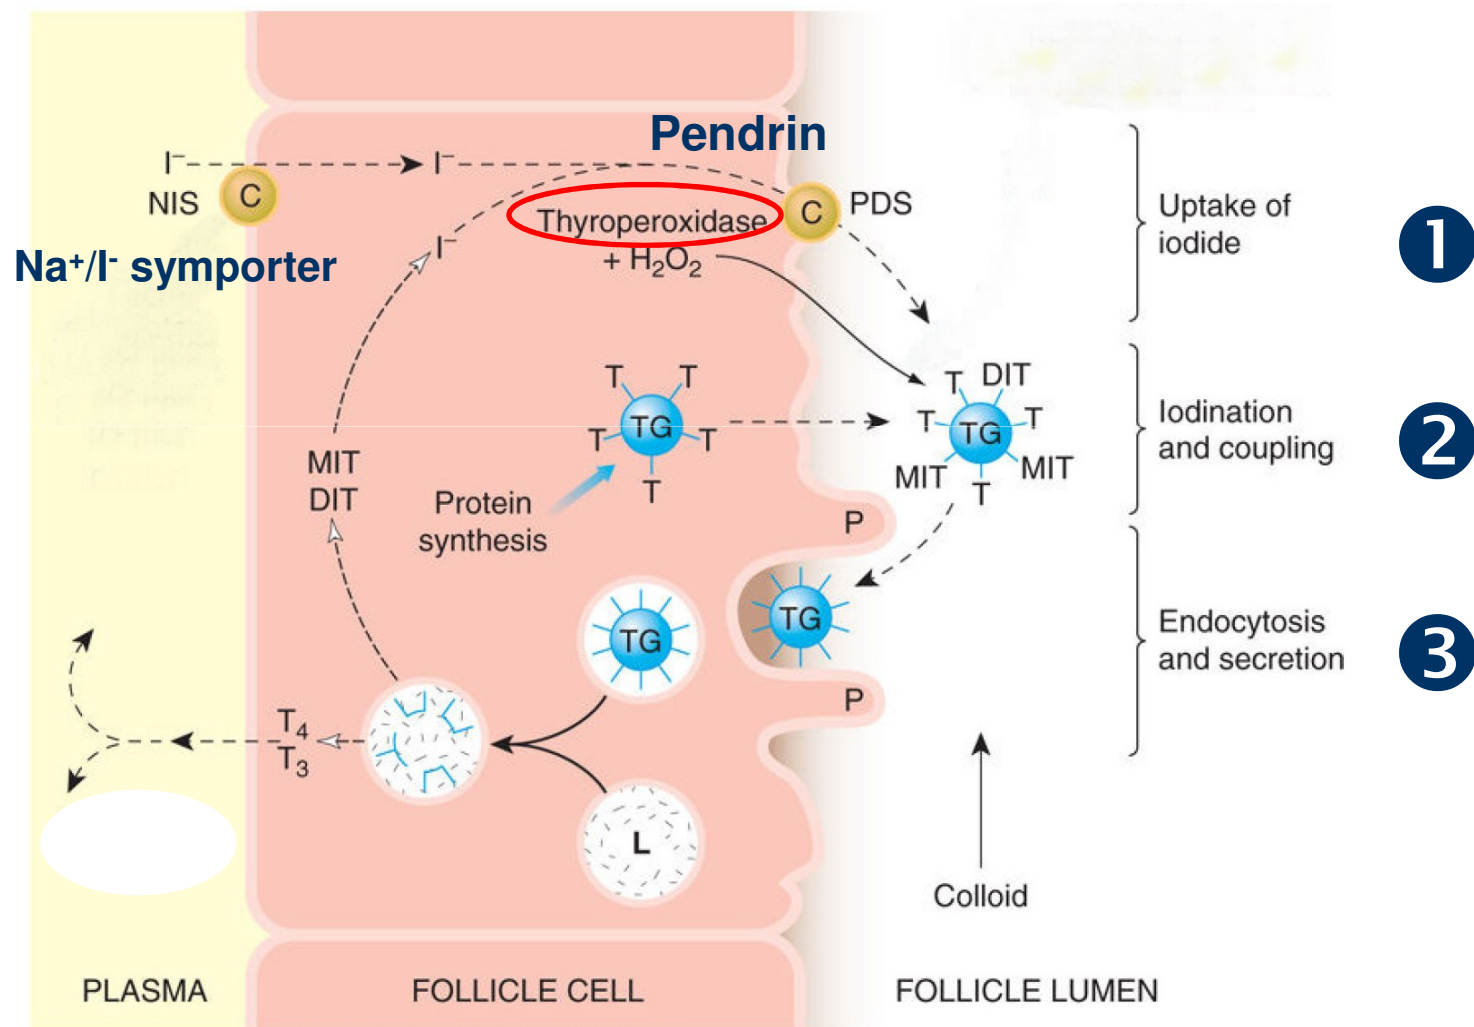 Pendrin
I⁻
I⁻
NIS
C
C
PDS
Uptake of
iodide
1
Thyroperoxidase
+ H₂O₂
Na⁺/I⁻ symporter
I⁻
T
T
T
TG
T
T
T
DIT
T
TG
T
MIT
MIT
T
Iodination
and coupling
2
MIT
DIT
Protein
synthesis
P
TG
TG
P
Endocytosis
and secretion
3
T₄
T₃
L
Colloid
PLASMA
FOLLICLE CELL
FOLLICLE LUMEN